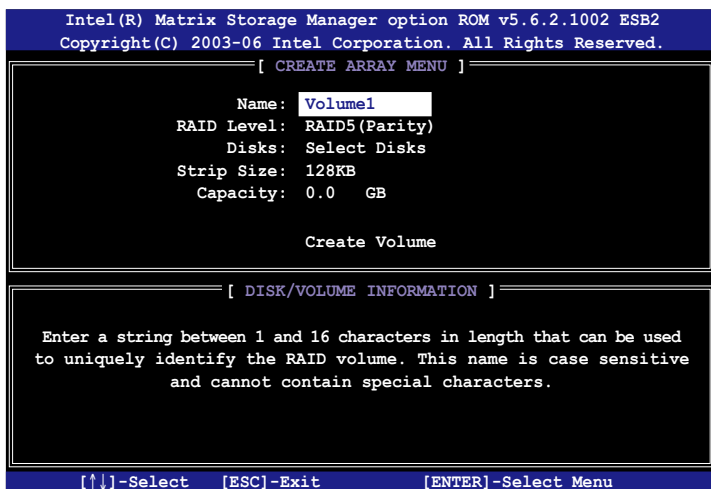 Intel(R) Matrix Storage Manager option ROM v5.6.2.1002 ESB2
Copyright(C) 2003-06 Intel Corporation. All Rights Reserved.
[ CREATE ARRAY MENU ]
Name: Volume1
RAID Level: RAID5(Parity)
Disks: Select Disks
Strip Size: 128KB
Capacity: 0.0 GB
Create Volume
[ DISK/VOLUME INFORMATION ]
Enter a string between 1 and 16 characters in length that can be used
to uniquely identify the RAID volume. This name is case sensitive
and cannot contain special characters.
[↑↓]-Select [ESC]-Exit [ENTER]-Select Menu